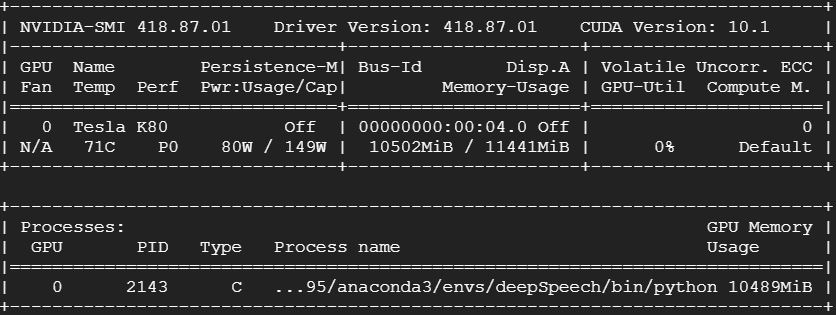 +-----------------------------------------------------------------------------+
| NVIDIA-SMI 418.87.01    Driver Version: 418.87.01    CUDA Version: 10.1     |
|-------------------------------+----------------------+----------------------+
| GPU  Name        Persistence-M| Bus-Id        Disp.A | Volatile Uncorr. ECC |
| Fan  Temp  Perf  Pwr:Usage/Cap|         Memory-Usage | GPU-Util  Compute M. |
|===============================+======================+======================|
|   0  Tesla K80           Off  | 00000000:00:04.0 Off |                    0 |
| N/A   71C    P0    80W / 149W |  10502MiB / 11441MiB |      0%      Default |
+-------------------------------+----------------------+----------------------+
+-----------------------------------------------------------------------------+
| Processes:                                                       GPU Memory |
|  GPU       PID   Type   Process name                             Usage      |
|=============================================================================|
|    0      2143      C   ...95/anaconda3/envs/deepSpeech/bin/python 10489MiB |
+-----------------------------------------------------------------------------+